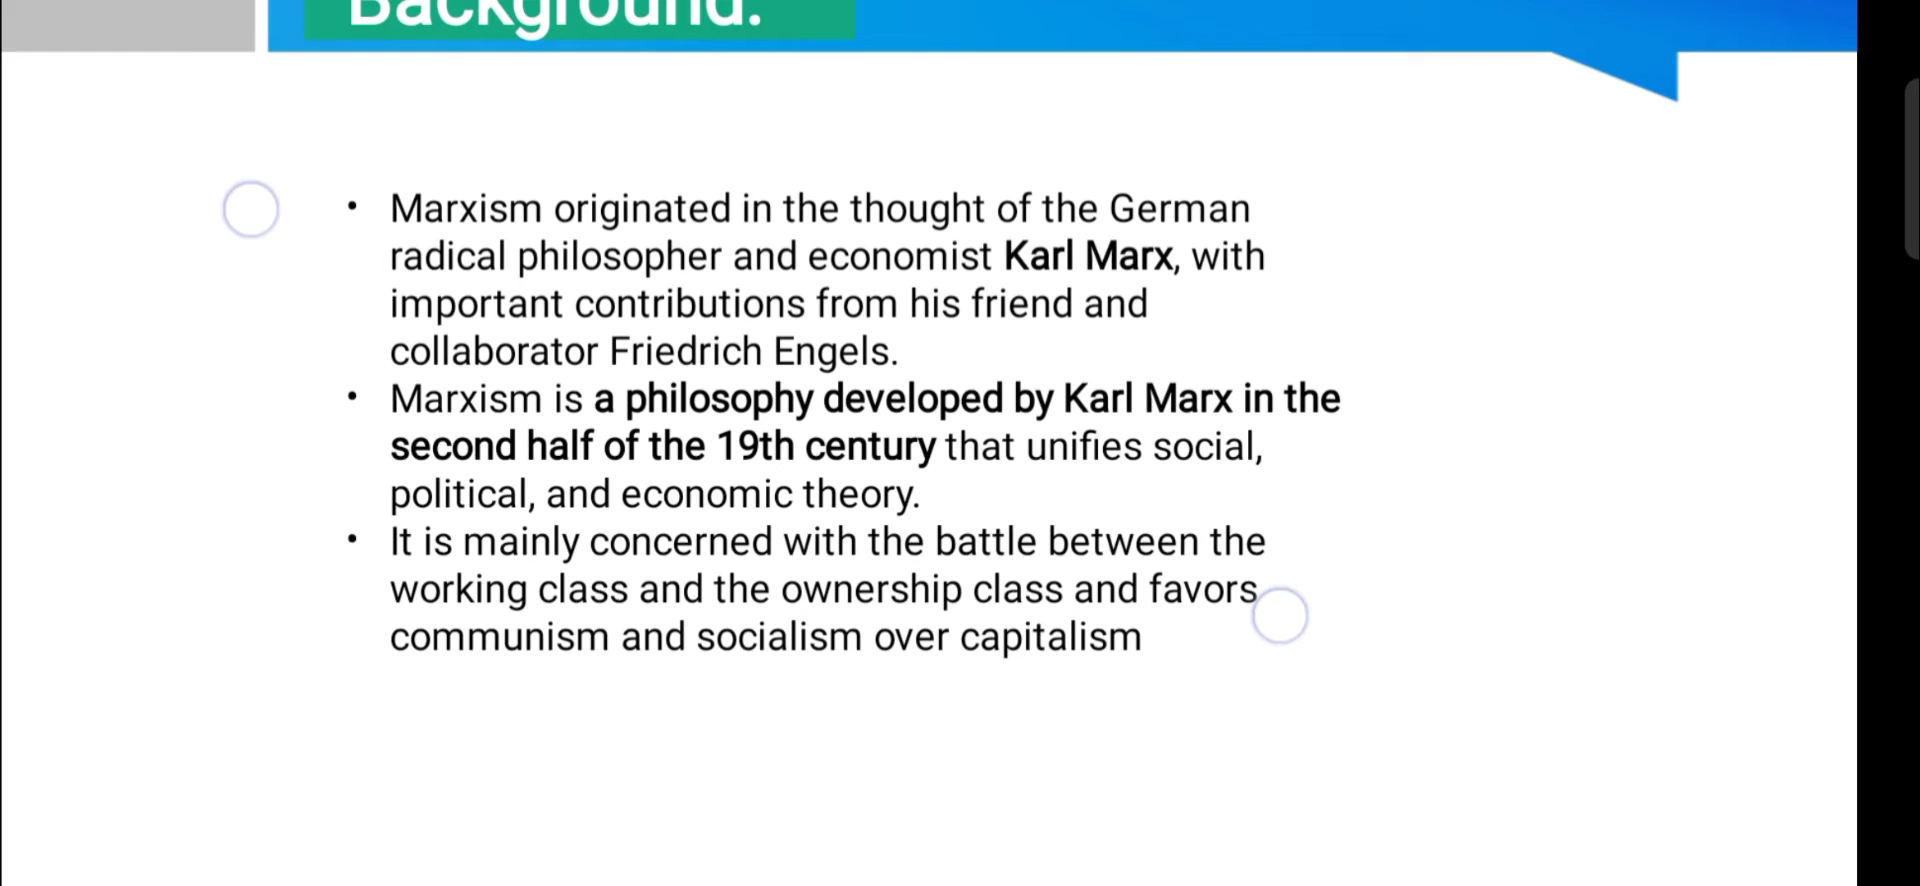 Background:
• Marxism originated in the thought of the German
radical philosopher and economist Karl Marx, with
important contributions from his friend and
collaborator Friedrich Engels.
• Marxism is a philosophy developed by Karl Marx in the
second half of the 19th century that unifies social,
political, and economic theory.
• It is mainly concerned with the battle between the
working class and the ownership class and favors
communism and socialism over capitalism